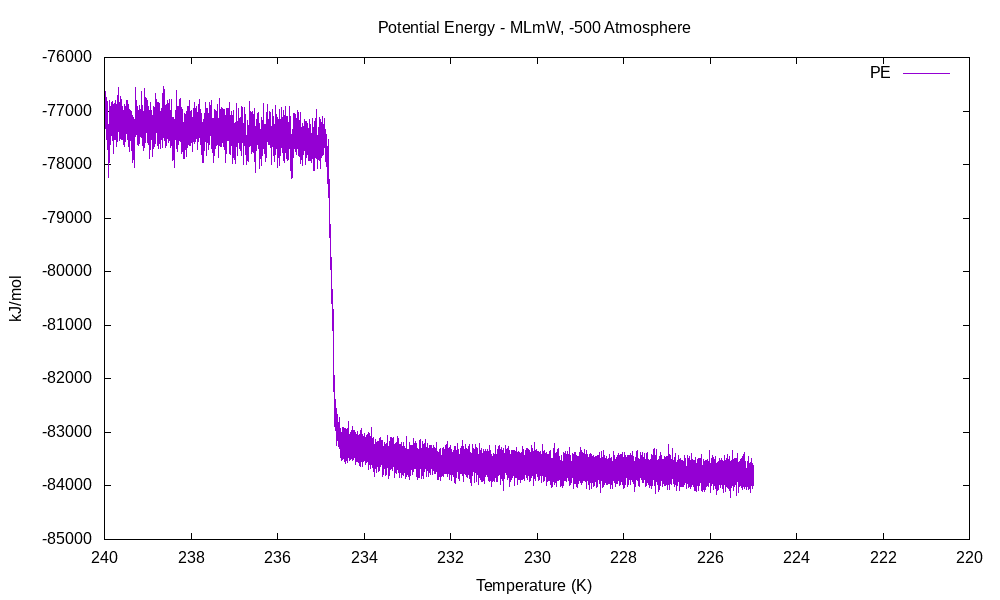 Potential Energy - MLmW, -500 Atmosphere
-76000
PE
-77000
-78000
-79000
-80000
kJ/mol
-81000
-82000
-83000
-84000
-85000
240 238 236 234 232 230 228 226 224 222 220
Temperature (K)